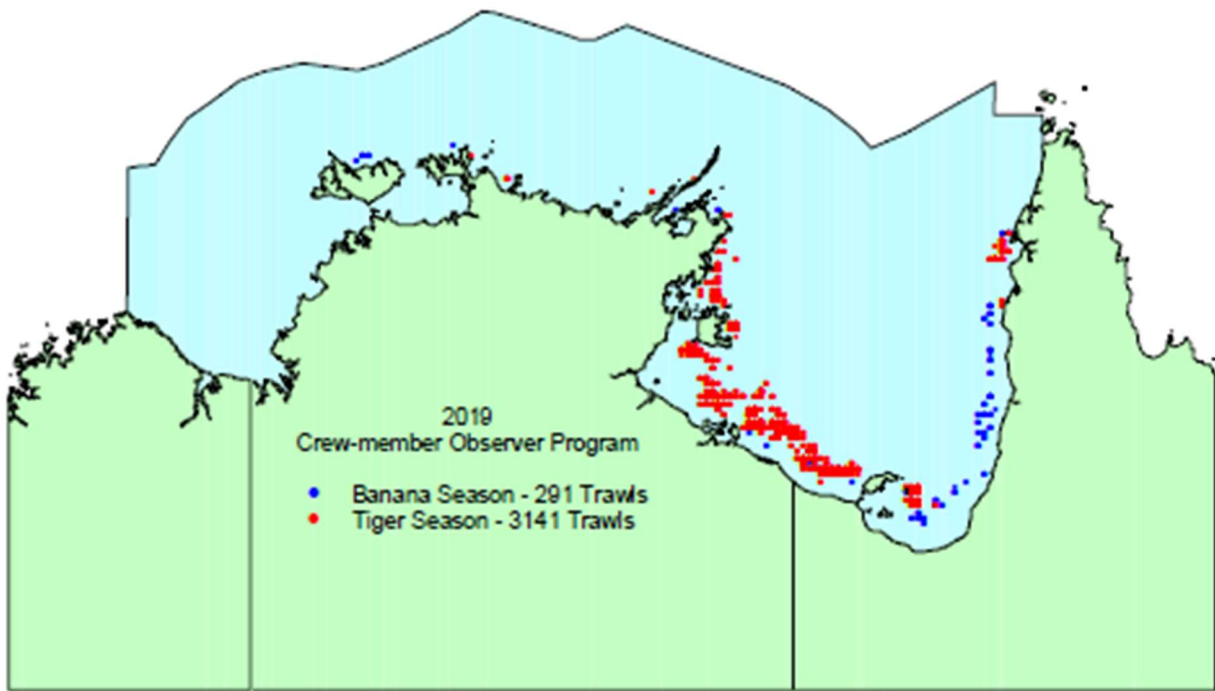 2019
Crew-member Observer Program
Banana Season - 291 Trawls
Tiger Season - 3141 Trawls